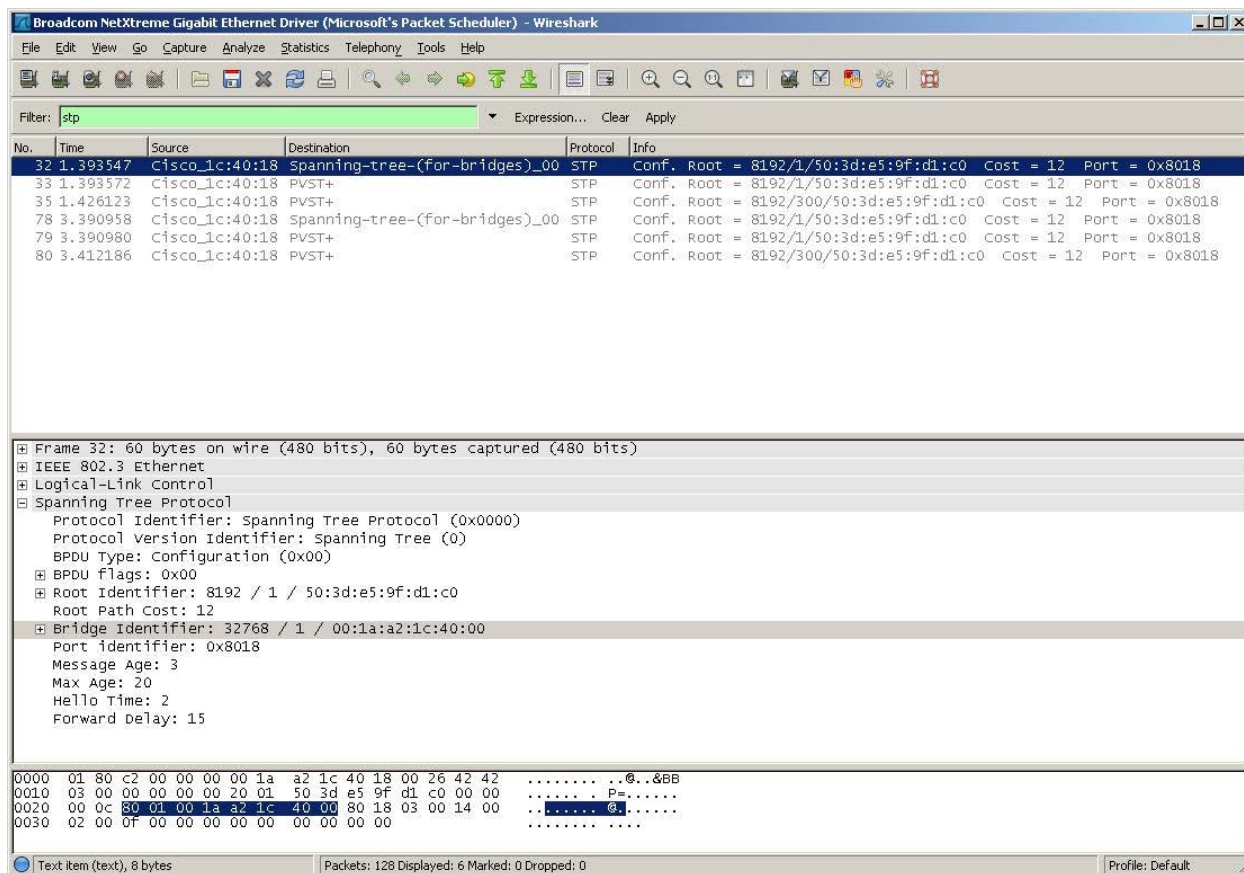 Broadcom NetXtreme Gigabit Ethernet Driver (Microsoft's Packet Scheduler) - Wireshark
File Edit View Go Capture Analyze Statistics Telephony Tools Help
Filter: stp Expression... Clear Apply
No. Time Source Destination Protocol Info
32 1.393547 Cisco_1c:40:18 Spanning-tree-(for-bridges)_00 STP Conf. Root = 8192/1/50:3d:e5:9f:d1:c0 Cost = 12 Port = 0x8018
33 1.393572 Cisco_1c:40:18 PVST+ STP Conf. Root = 8192/1/50:3d:e5:9f:d1:c0 Cost = 12 Port = 0x8018
35 1.426123 Cisco_1c:40:18 PVST+ STP Conf. Root = 8192/300/50:3d:e5:9f:d1:c0 Cost = 12 Port = 0x8018
78 3.390958 Cisco_1c:40:18 Spanning-tree-(for-bridges)_00 STP Conf. Root = 8192/1/50:3d:e5:9f:d1:c0 Cost = 12 Port = 0x8018
79 3.390980 Cisco_1c:40:18 PVST+ STP Conf. Root = 8192/1/50:3d:e5:9f:d1:c0 Cost = 12 Port = 0x8018
80 3.412186 Cisco_1c:40:18 PVST+ STP Conf. Root = 8192/300/50:3d:e5:9f:d1:c0 Cost = 12 Port = 0x8018
Frame 32: 60 bytes on wire (480 bits), 60 bytes captured (480 bits)
IEEE 802.3 Ethernet
Logical-Link Control
Spanning Tree Protocol
Protocol Identifier: Spanning Tree Protocol (0x0000)
Protocol Version Identifier: Spanning Tree (0)
BPDU Type: Configuration (0x00)
BPDU flags: 0x00
Root Identifier: 8192 / 1 / 50:3d:e5:9f:d1:c0
Root Path Cost: 12
Bridge Identifier: 32768 / 1 / 00:1a:a2:1c:40:00
Port identifier: 0x8018
Message Age: 3
Max Age: 20
Hello Time: 2
Forward Delay: 15
0000 01 80 c2 00 00 00 00 1a a2 1c 40 18 00 26 42 42 ........ ..@..&BB
0010 03 00 00 00 00 00 20 01 50 3d e5 9f d1 c0 00 00 ...... . P=......
0020 00 0c 80 01 00 1a a2 1c 40 00 80 18 03 00 14 00 ........ @.......
0030 02 00 0f 00 00 00 00 00 00 00 00 00 ........ ....
Text item (text), 8 bytes Packets: 128 Displayed: 6 Marked: 0 Dropped: 0 Profile: Default